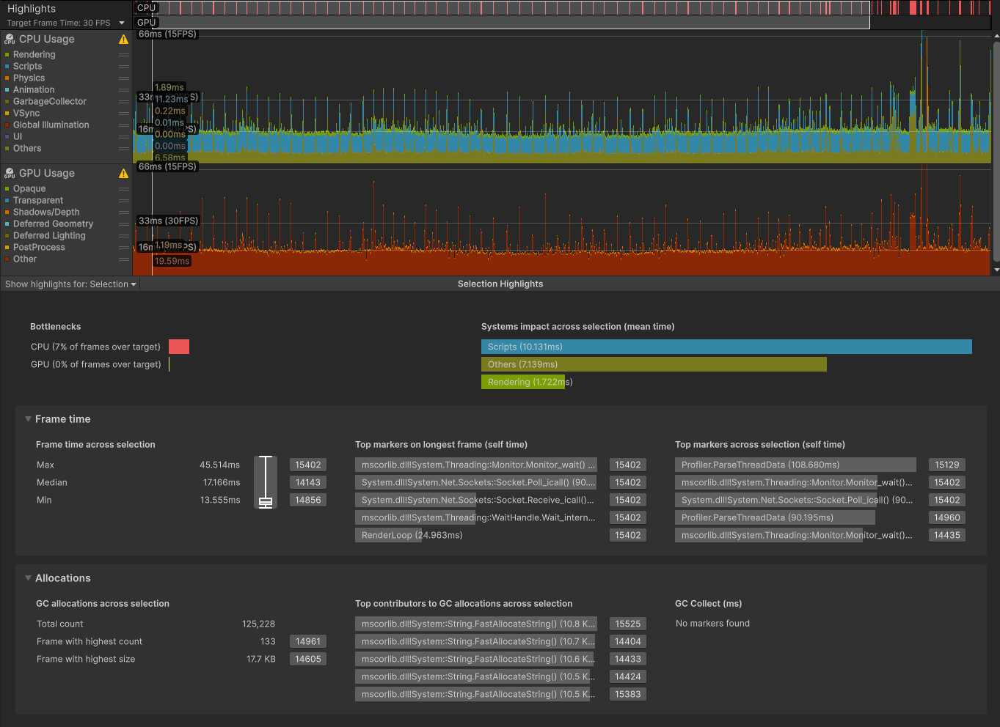 Highlights
Target Frame Time: 30 FPS
CPU
GPU
CPU Usage
Rendering
Scripts
Physics
Animation
GarbageCollector
VSync
Global Illumination
UI
Others
66ms (15FPS)
1.89ms
11.23ms
0.22ms
0.01ms
0.00ms
0.00ms
6.58ms
GPU Usage
Opaque
Transparent
Shadows/Depth
Deferred Geometry
Deferred Lighting
PostProcess
Other
66ms (15FPS)
33ms (30FPS)
1.19ms
19.59ms
Show highlights for: Selection
Selection Highlights
Bottlenecks
CPU (7% of frames over target)
GPU (0% of frames over target)
Systems impact across selection (mean time)
Scripts (10.131ms)
Others (7.139ms)
Rendering (1.722ms)
Frame time
Frame time across selection
Max 45.514ms 15402
Median 17.166ms 14143
Min 13.555ms 14856
Top markers on longest frame (self time)
mscorlib.dll!System.Threading::Monitor.Monitor_wait() ... 15402
System.dll!System.Net.Sockets::Socket.Poll_icall() (90.... 15402
System.dll!System.Net.Sockets::Socket.Receive_icall()... 15402
mscorlib.dll!System.Threading::WaitHandle.Wait_intern... 15402
RenderLoop (24.963ms) 15402
Top markers across selection (self time)
Profiler.ParseThreadData (108.680ms) 15129
mscorlib.dll!System.Threading::Monitor.Monitor_wait()... 15402
System.dll!System.Net.Sockets::Socket.Poll_icall() (90... 15402
Profiler.ParseThreadData (90.195ms) 14960
mscorlib.dll!System.Threading::Monitor.Monitor_wait()... 14435
Allocations
GC allocations across selection
Total count 125,228
Frame with highest count 133 14961
Frame with highest size 17.7 KB 14605
Top contributors to GC allocations across selection
mscorlib.dll!System::String.FastAllocateString() (10.8 K... 15525
mscorlib.dll!System::String.FastAllocateString() (10.7 K... 14404
mscorlib.dll!System::String.FastAllocateString() (10.6 K... 14433
mscorlib.dll!System::String.FastAllocateString() (10.5 K... 14424
mscorlib.dll!System::String.FastAllocateString() (10.5 K... 15383
GC Collect (ms)
No markers found